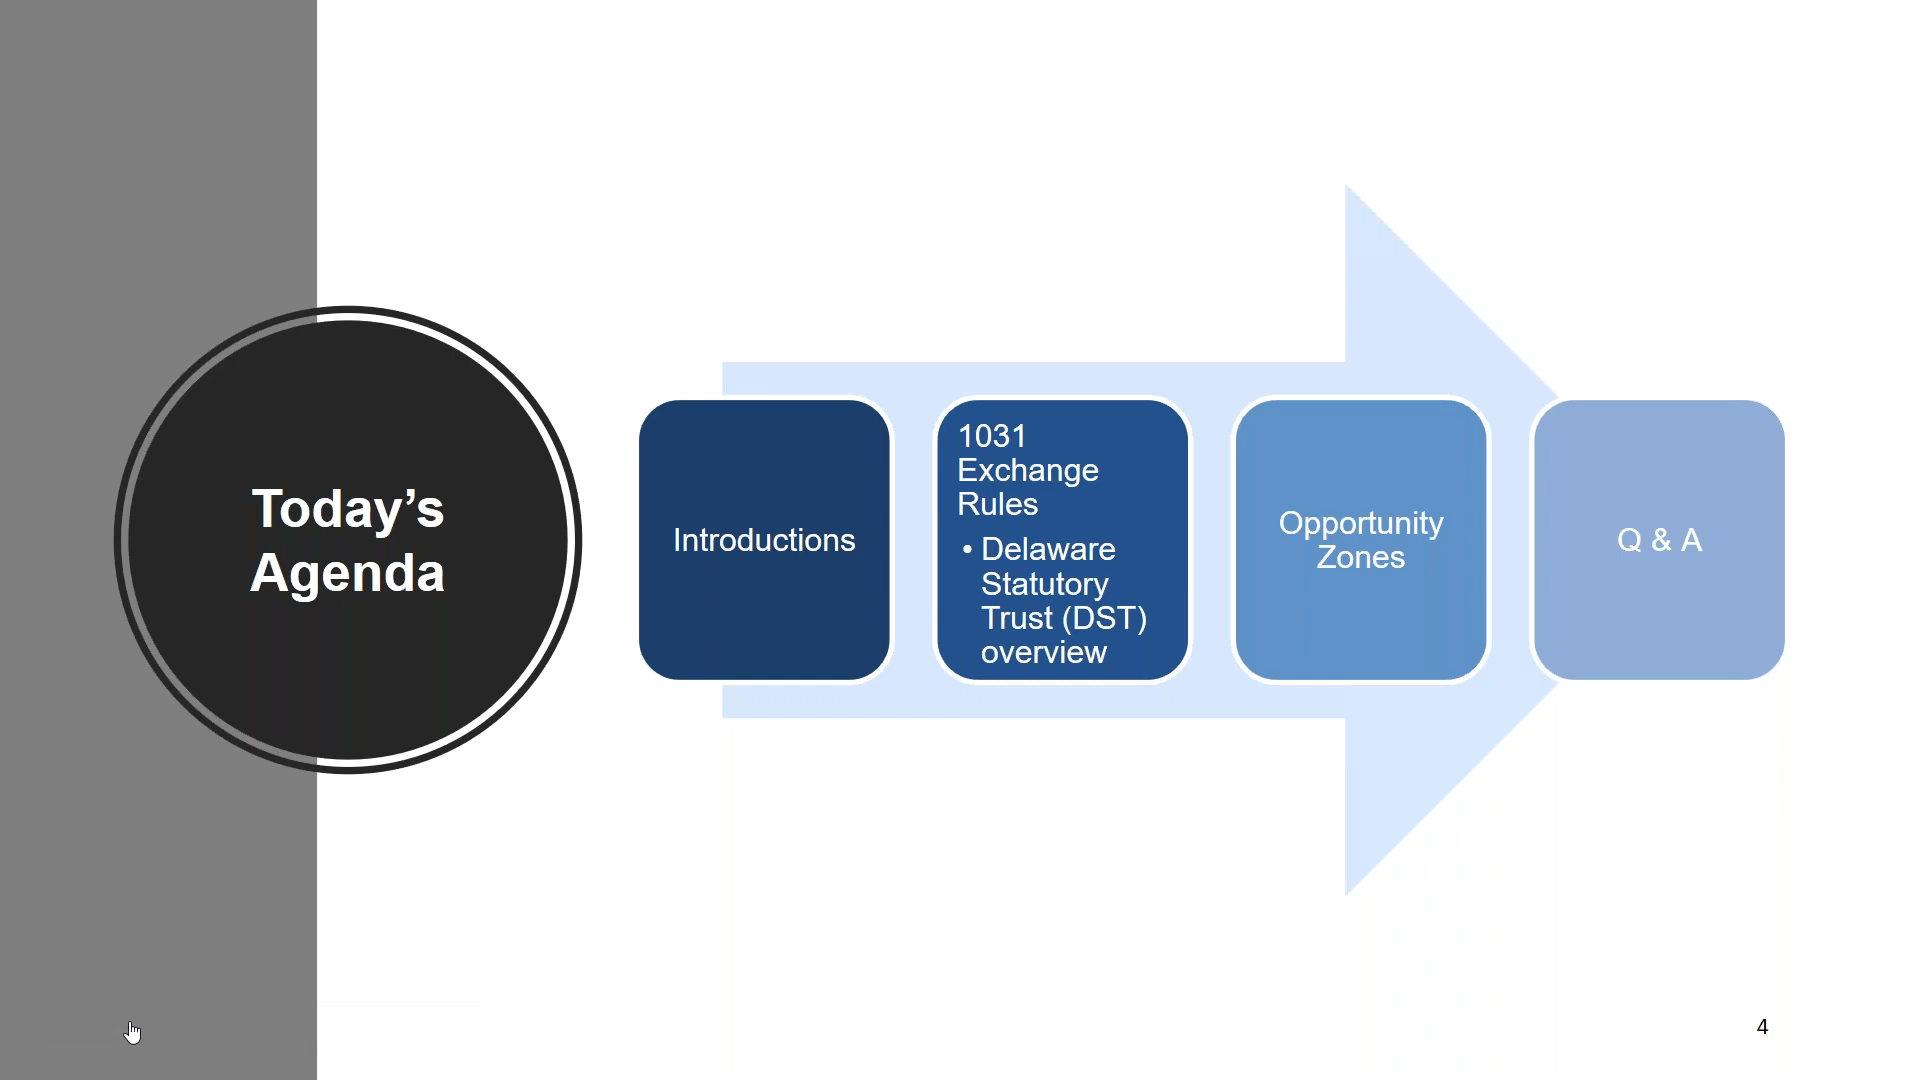 Today’s
Agenda
Introductions
1031
Exchange
Rules
• Delaware
Statutory
Trust (DST)
overview
Opportunity
Zones
Q & A
4